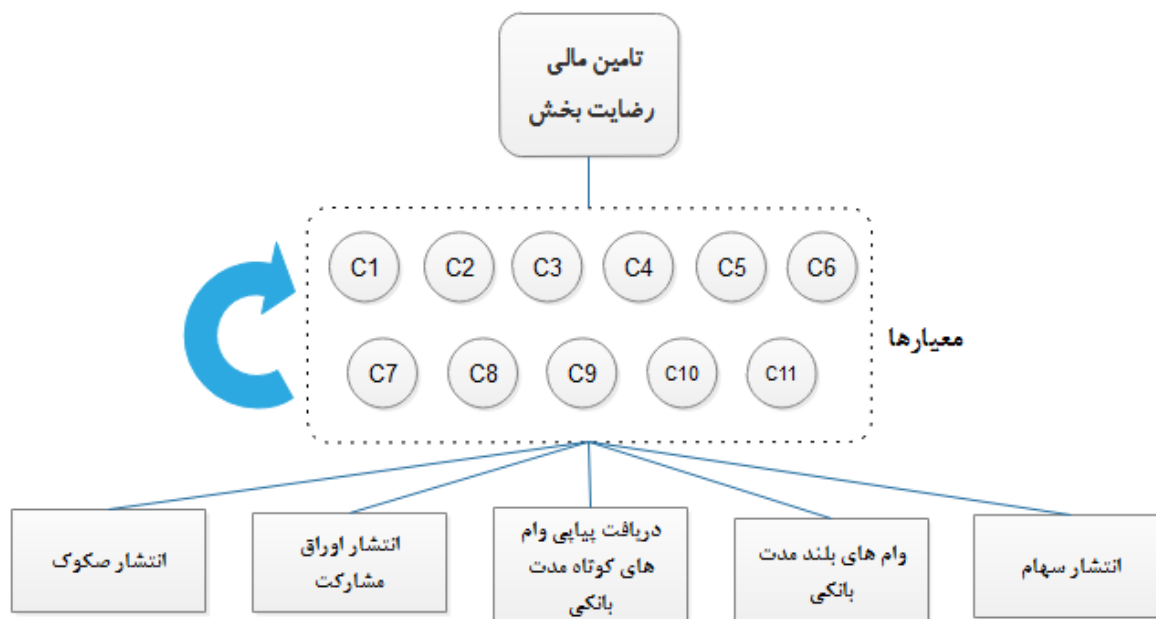 تامین مالی
رضایت بخش
C1 C2 C3 C4 C5 C6
معیارها
C7 C8 C9 C10 C11
انتشار سهام
وام های بلند مدت
بانکی
دریافت پیاپی وام
های کوتاه مدت
بانکی
انتشار اوراق
مشارکت
انتشار صکوک